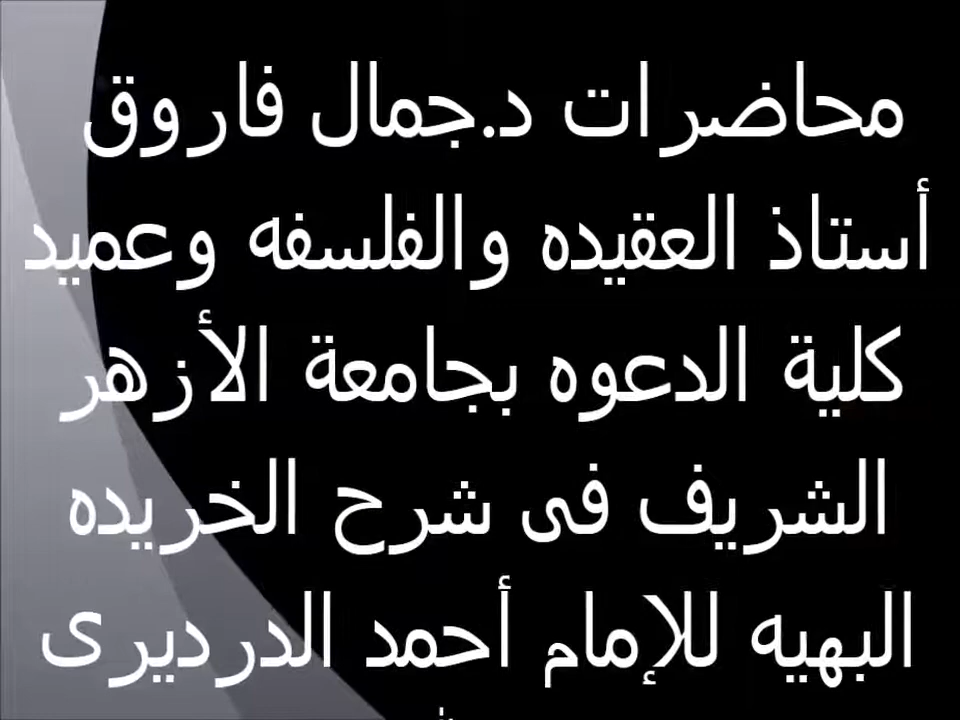 محاضرات د.جمال فاروق
أستاذ العقيده والفلسفه وعميد
كلية الدعوه بجامعة الأزهر
الشريف فى شرح الخريده
البهيه للإمام أحمد الدرديرى